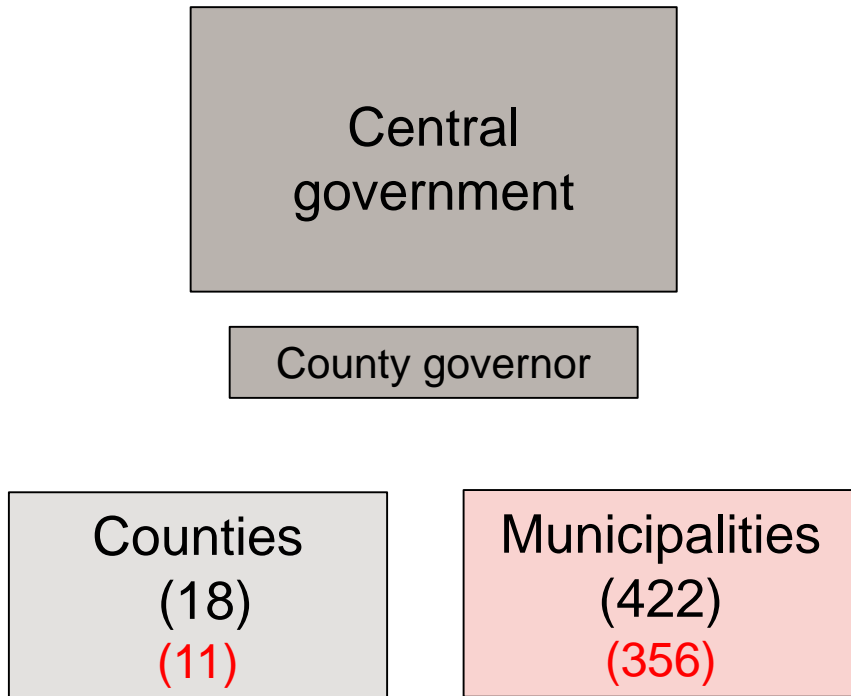 Central
government
County governor
Counties
(18)
(11)
Municipalities
(422)
(356)